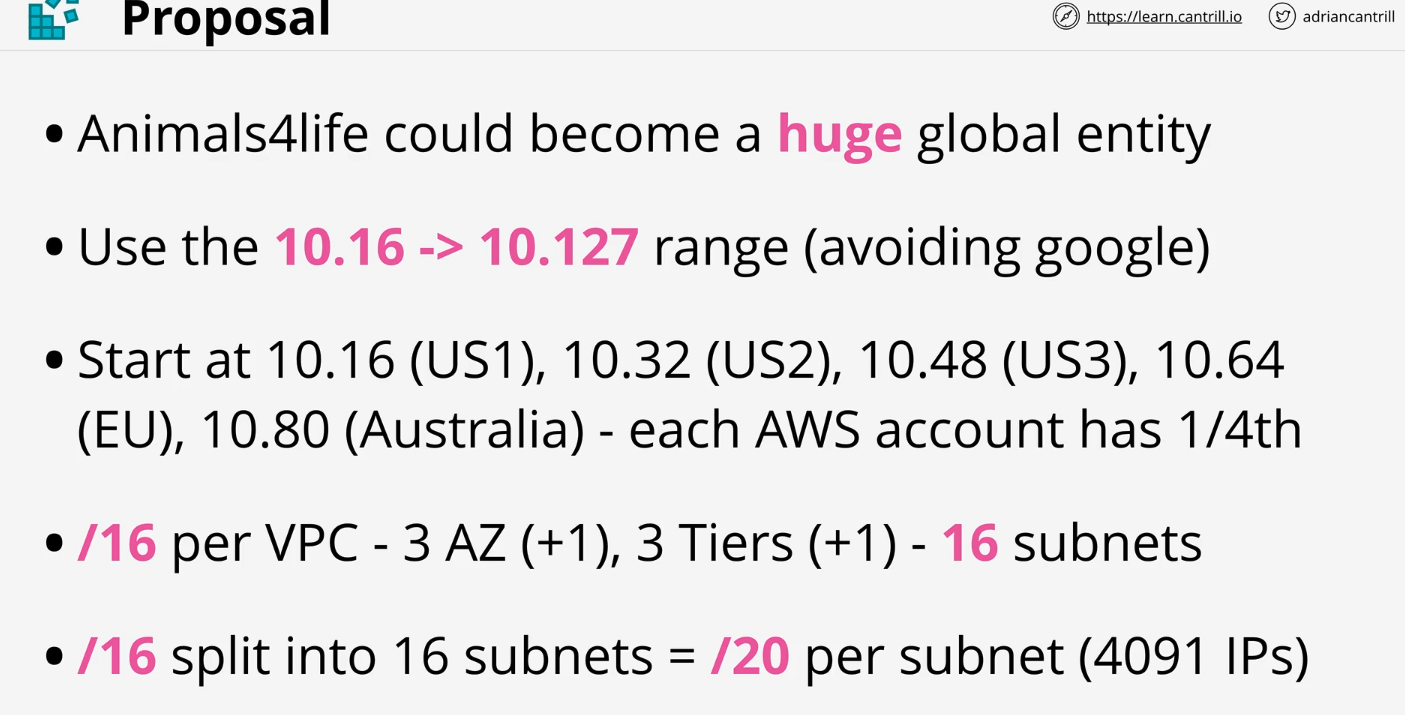 Proposal
https://learn.cantrill.io
adriancantrill
• Animals4life could become a huge global entity
• Use the 10.16 -> 10.127 range (avoiding google)
• Start at 10.16 (US1), 10.32 (US2), 10.48 (US3), 10.64
(EU), 10.80 (Australia) - each AWS account has 1/4th
• /16 per VPC - 3 AZ (+1), 3 Tiers (+1) - 16 subnets
• /16 split into 16 subnets = /20 per subnet (4091 IPs)